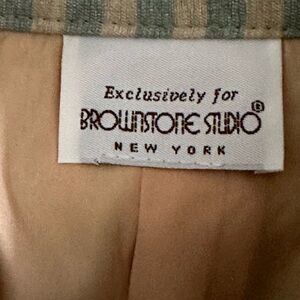 Exclusively for
BROWNSTONE STUDIO®
NEW YORK